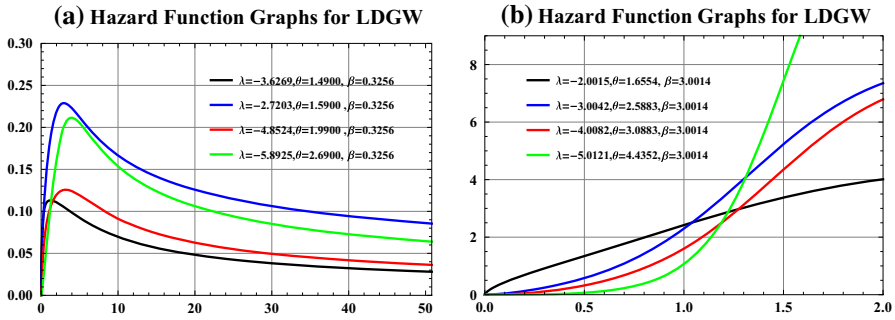 (a) Hazard Function Graphs for LDGW
0.30
0.25
0.20
0.15
0.10
0.05
0.00
λ=−3.6269,θ=1.4900, β=0.3256
λ=−2.7203,θ=1.5900 ,β=0.3256
λ=−4.8524,θ=1.9900 ,β=0.3256
λ=−5.8925,θ=2.6900, β=0.3256
0 10 20 30 40 50
(b) Hazard Function Graphs for LDGW
8
6
4
2
0
λ=−2.0015,θ=1.6554, β=3.0014
λ=−3.0042,θ=2.5883,β=3.0014
λ=−4.0082,θ=3.0883,β=3.0014
λ=−5.0121,θ=4.4352,β=3.0014
0.0 0.5 1.0 1.5 2.0